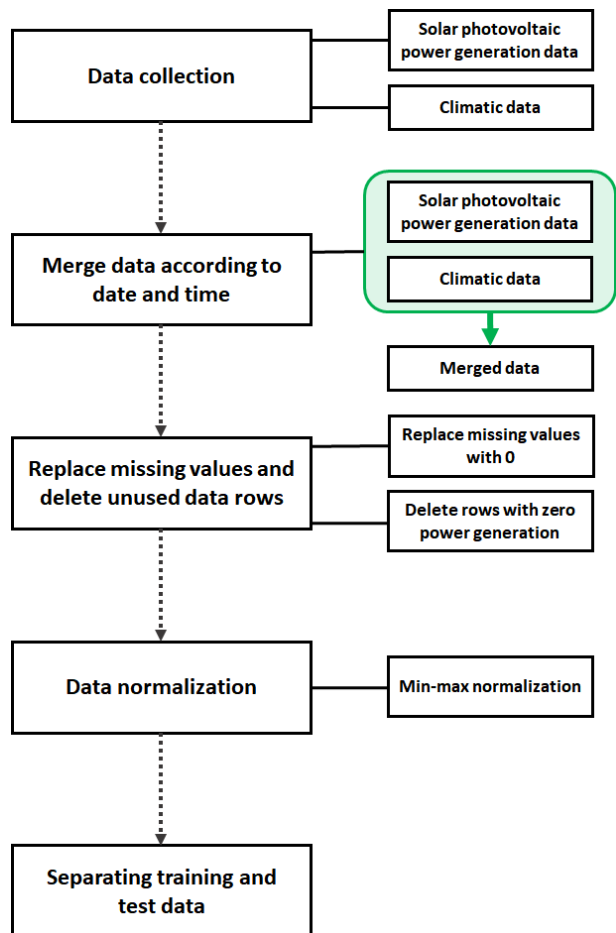 Data collection
Solar photovoltaic
power generation data
Climatic data
Merge data according to
date and time
Solar photovoltaic
power generation data
Climatic data
Merged data
Replace missing values and
delete unused data rows
Replace missing values
with 0
Delete rows with zero
power generation
Data normalization
Min-max normalization
Separating training and
test data